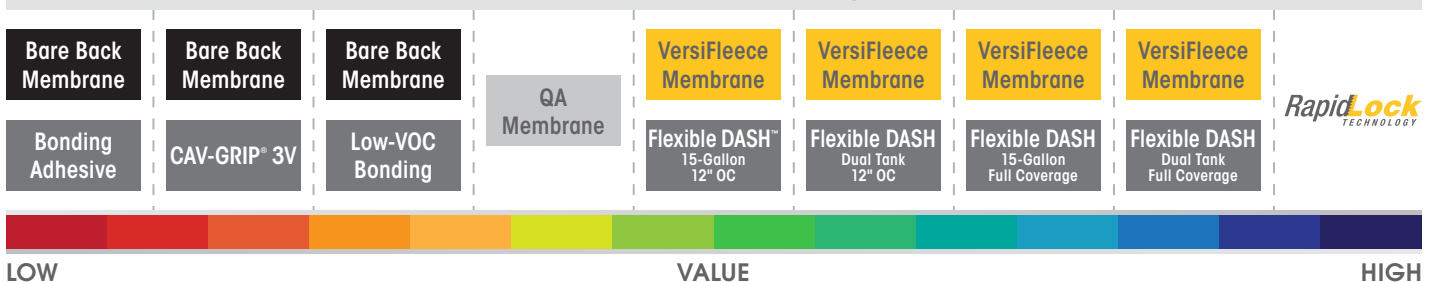 Bare Back
Membrane
Bonding
Adhesive
Bare Back
Membrane
CAV-GRIP® 3V
Bare Back
Membrane
Low-VOC
Bonding
QA
Membrane
VersiFleece
Membrane
Flexible DASH™
15-Gallon
12" OC
VersiFleece
Membrane
Flexible DASH
Dual Tank
12" OC
VersiFleece
Membrane
Flexible DASH
15-Gallon
Full Coverage
VersiFleece
Membrane
Flexible DASH
Dual Tank
Full Coverage
RapidLock
TECHNOLOGY
LOW
VALUE
HIGH